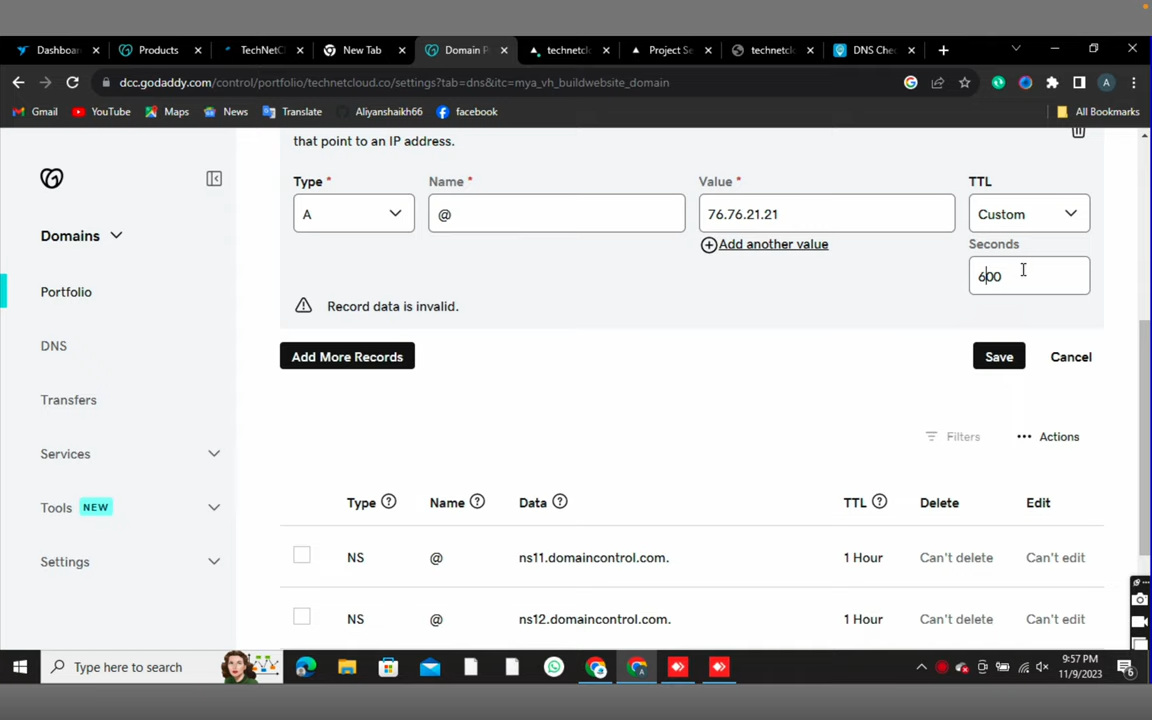 Dashboar
Products
TechNetCl
New Tab
Domain P
technetclo
Project Se
technetcl
DNS Chec
dcc.godaddy.com/control/portfolio/technetcloud.co/settings?tab=dns&itc=mya_vh_buildwebsite_domain
A
Gmail
YouTube
Maps
News
Translate
Aliyanshaikh66
facebook
All Bookmarks
that point to an IP address.
Type *
Name *
Value *
TTL
A
@
76.76.21.21
Custom
Add another value
Seconds
600
Record data is invalid.
Add More Records
Save
Cancel
Domains
Portfolio
DNS
Transfers
Services
Tools NEW
Settings
Filters
Actions
Type
Name
Data
TTL
Delete
Edit
NS
@
ns11.domaincontrol.com.
1 Hour
Can't delete
Can't edit
NS
@
ns12.domaincontrol.com.
1 Hour
Can't delete
Can't edit
Type here to search
9:57 PM
11/9/2023
6